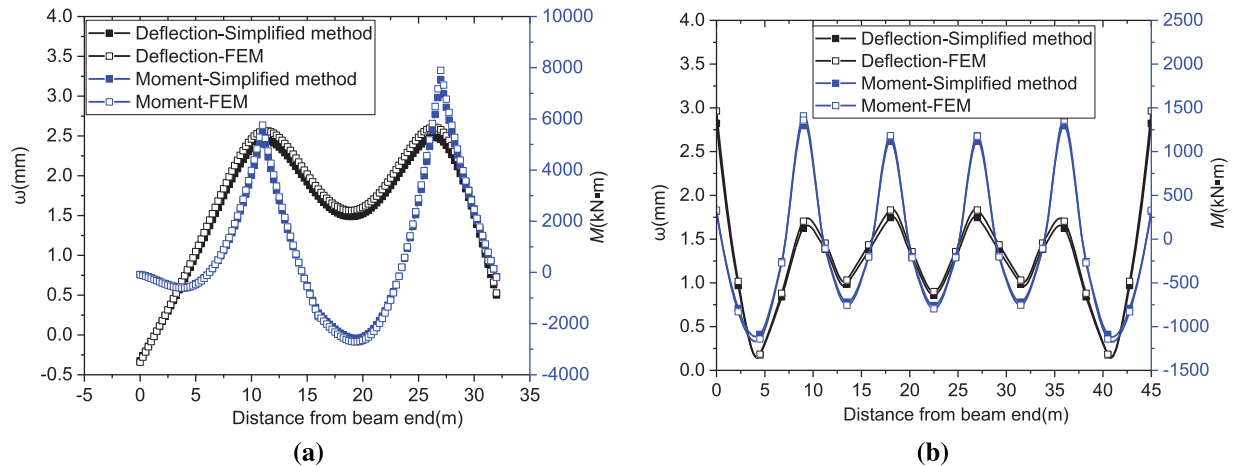 Deflection-Simplified method
Deflection-FEM
Moment-Simplified method
Moment-FEM
4.0
3.5
3.0
2.5
2.0
1.5
1.0
0.5
0.0
-0.5
ω(mm)
10000
8000
6000
4000
2000
0
-2000
-4000
M(kN▪m)
-5 0 5 10 15 20 25 30 35
Distance from beam end(m)
(a)
Deflection-Simplified method
Deflection-FEM
Moment-Simplified method
Moment-FEM
4.0
3.5
3.0
2.5
2.0
1.5
1.0
0.5
0.0
ω(mm)
2500
2000
1500
1000
500
0
-500
-1000
-1500
M(kN▪m)
0 5 10 15 20 25 30 35 40 45
Distance from beam end(m)
(b)